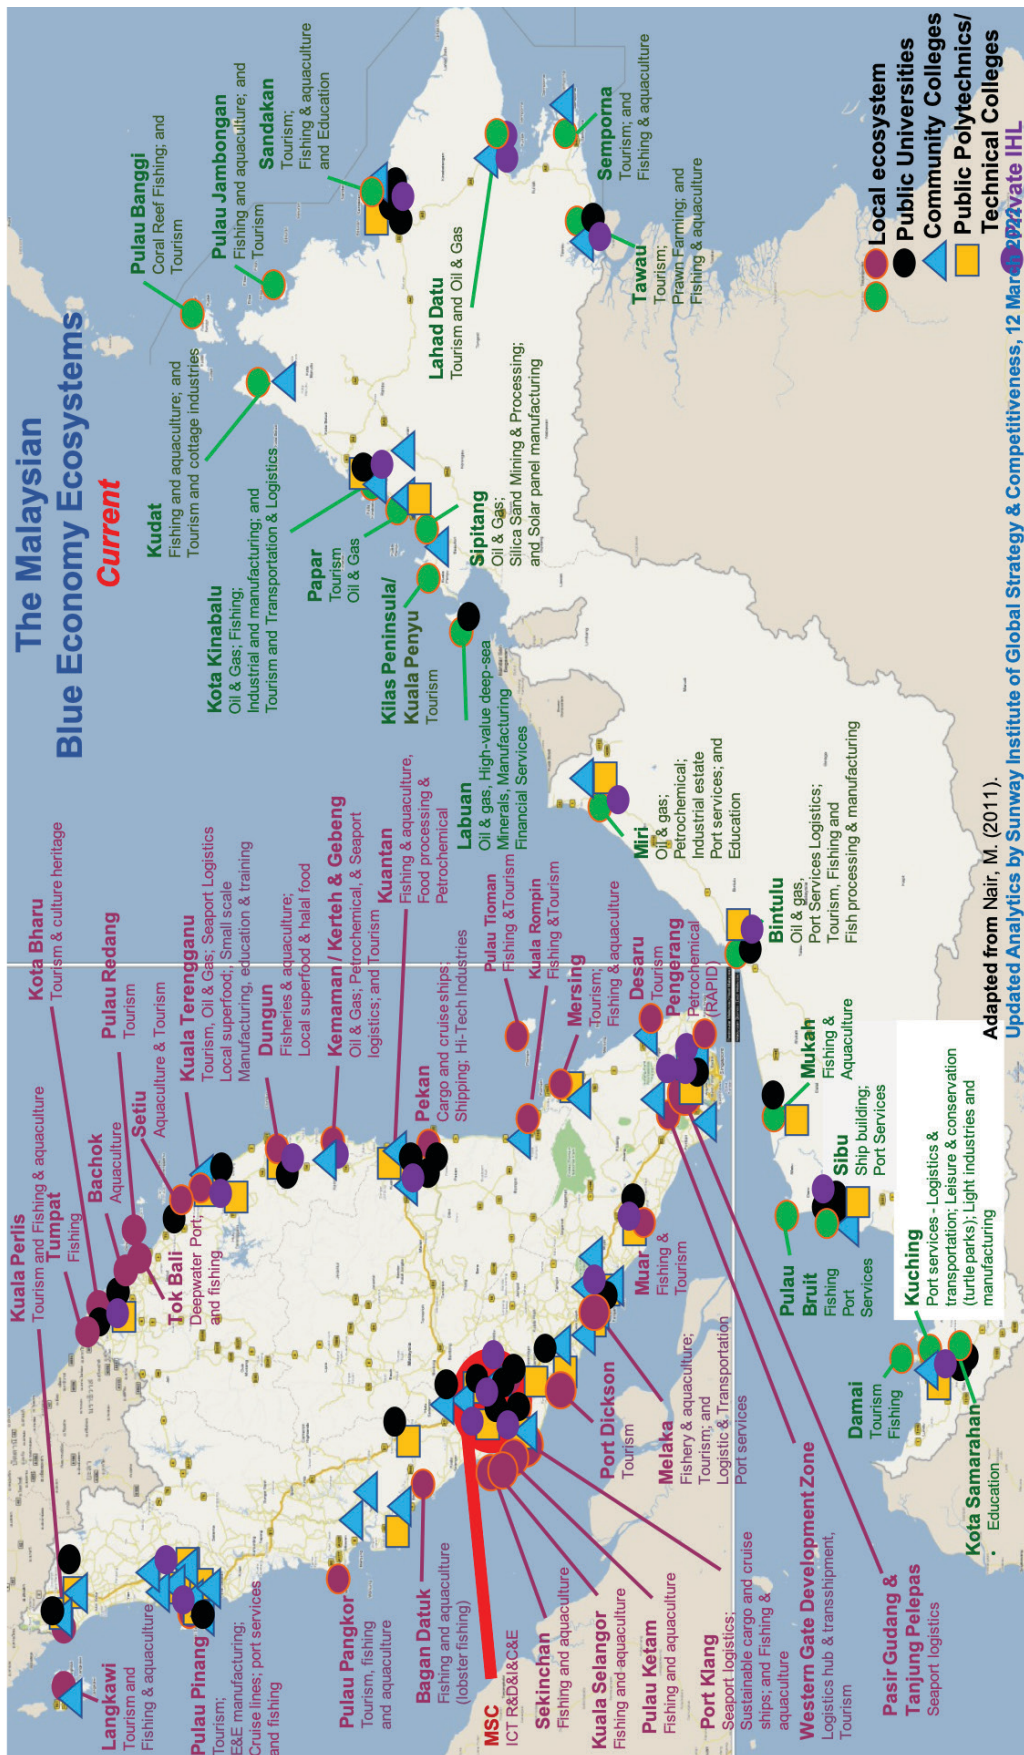 The Malaysian
Blue Economy Ecosystems
Current
Kuala Perlis
Tourism and Fishing & aquaculture
Tumpat
Fishing
Bachok
Aquaculture
Kota Bharu
Tourism & culture heritage
Pulau Redang
Tourism
Setiu
Aquaculture & Tourism
Kuala Terengganu
Tourism, Oil & Gas; Seaport Logistics
Local superfood;, Small scale
Manufacturing, education & training
Dungun
Fisheries & aquaculture;
Local superfood & halal food
Kemaman / Kerteh & Gebeng
Oil & Gas; Petrochemical, & Seaport
logistics; and Tourism
Kuantan
Fishing & aquaculture,
Food processing &
Petrochemical
Pekan
Cargo and cruise ships;
Shipping; Hi-Tech Industries
Pulau Tioman
Fishing &Tourism
Kuala Rompin
Fishing &Tourism
Mersing
Tourism;
Fishing & aquaculture
Desaru
Tourism
Pengerang
Petrochemical
(RAPID)
Tok Bali
Deepwater Port;
and fishing
Langkawi
Tourism and
Fishing & aquaculture
Pulau Pinang
Tourism;
E&E manufacturing;
Cruise lines; port services
and fishing
Pulau Pangkor
Tourism, fishing
and aquaculture
Bagan Datuk
Fishing and aquaculture
(lobster fishing)
MSC
ICT R&D&I&C&E
Sekinchan
Fishing and aquaculture
Kuala Salangor
Fishing and aquaculture
Pulau Ketam
Fishing and aquaculture
Port Klang
Seaport logistics;
Sustainable cargo and cruise
ships; and Fishing &
aquaculture
Port Dickson
Tourism
Melaka
Fishery & aquaculture;
Tourism; and
Logistic & Transportation
Port services
Muar
Fishing &
Tourism
Western Gate Development Zone
Logistics hub & transshipment,
Tourism
Pasir Gudang &
Tanjung Pelepas
Seaport logistics
Pulau Banggi
Coral Reef Fishing; and
Tourism
Pulau Jambongan
Fishing and aquaculture; and
Tourism
Sandakan
Tourism;
Fishing & aquaculture
and Education
Kudat
Fishing and aquaculture; and
Tourism and cottage industries
Kota Kinabalu
Oil & Gas; Fishing;
Industrial and manufacturing; and
Tourism and Transportation & Logistics
Papar
Tourism
Oil & Gas
Kilas Peninsula/
Kuala Penyu
Tourism
Sipitang
Oil & Gas;
Silica Sand Mining & Processing;
and Solar panel manufacturing
Lahad Datu
Tourism and Oil & Gas
Semporna
Tourism; and
Fishing & aquaculture
Tawau
Tourism;
Prawn Farming; and
Fishing & aquaculture
Labuan
Oil & gas, High-value deep-sea
Minerals, Manufacturing
Financial Services
Miri
Oil & gas;
Petrochemical;
Industrial estate
Port services; and
Education
Bintulu
Oil & gas,
Port Services Logistics;
Tourism, Fishing and
Fish processing & manufacturing
Mukah
Fishing &
Aquaculture
Sibu
Ship building;
Port Services
Pulau
Bruit
Fishing
Port
Services
Kuching
Port services - Logistics &
transportation; Leisure & conservation
(turtle parks); Light industries and
manufacturing
Damai
Tourism
Fishing
Kota Samarahan
• Education
Local ecosystem
Public Universities
Community Colleges
Public Polytechnics/
Technical Colleges
Private IHL
Adapted from Nair, M. (2011).
Updated Analytics by Sunway Institute of Global Strategy & Competitiveness, 12 March 2022